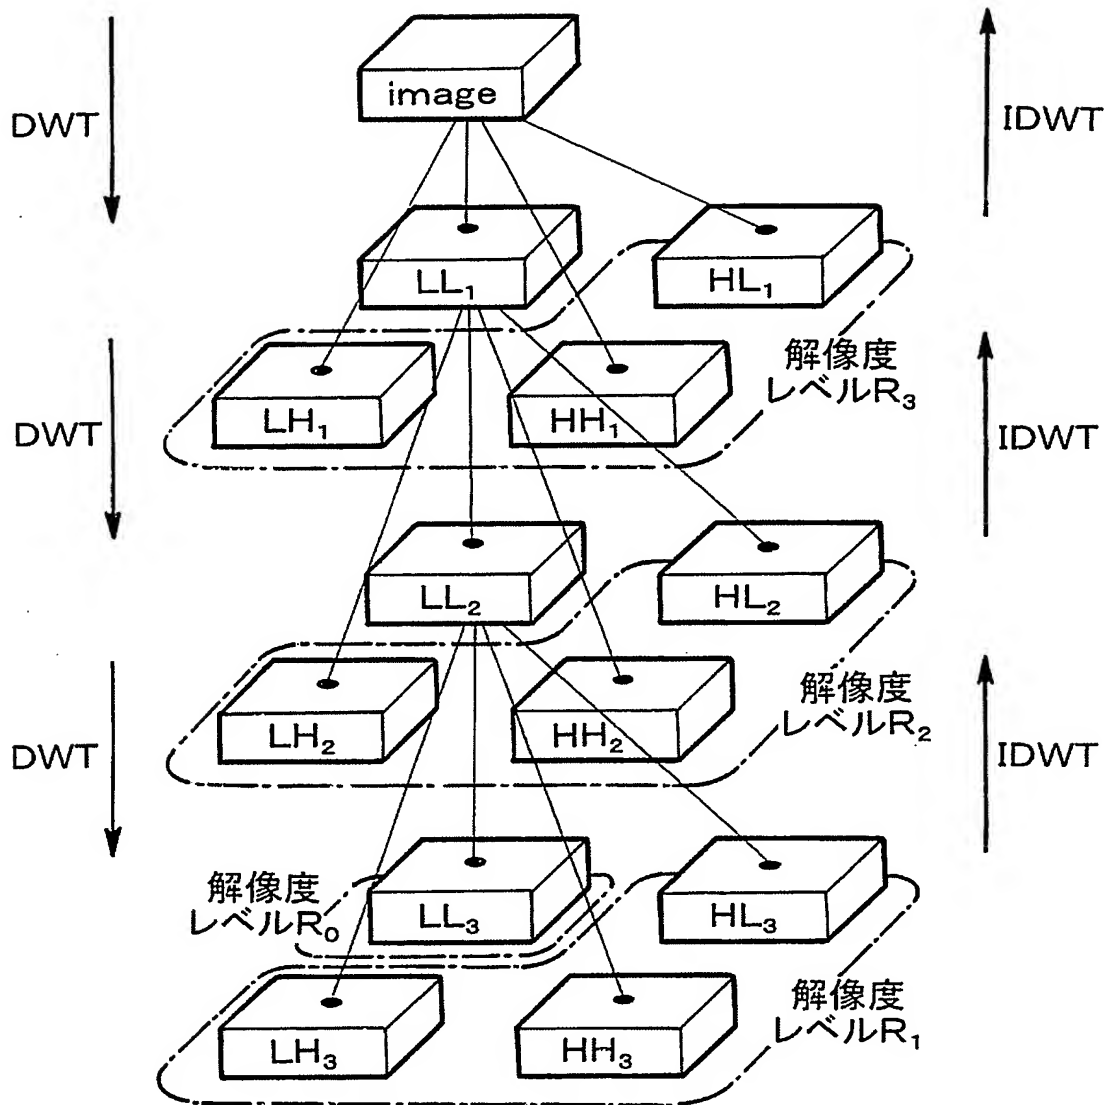 image
DWT
IDWT
LL₁
HL₁
LH₁
HH₁
解像度
レベルR₃
DWT
IDWT
LL₂
HL₂
LH₂
HH₂
解像度
レベルR₂
DWT
IDWT
解像度
レベルR₀
LL₃
HL₃
LH₃
HH₃
解像度
レベルR₁